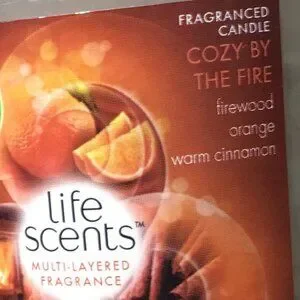 FRAGRANCED
CANDLE
COZY BY
THE FIRE
firewood
orange
warm cinnamon
life
scents™
MULTI-LAYERED
FRAGRANCE